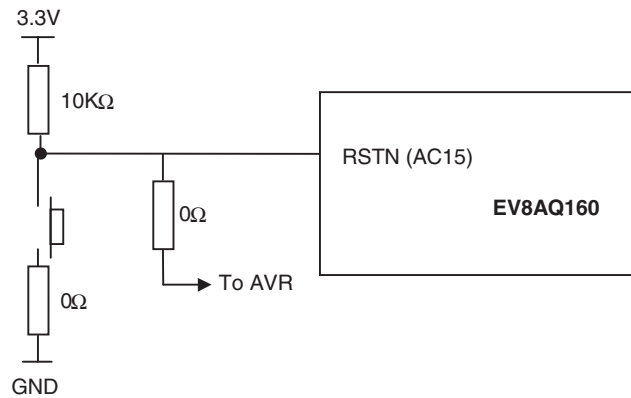 3.3V
10KΩ
RSTN (AC15)
EV8AQ160
0Ω
To AVR
0Ω
GND